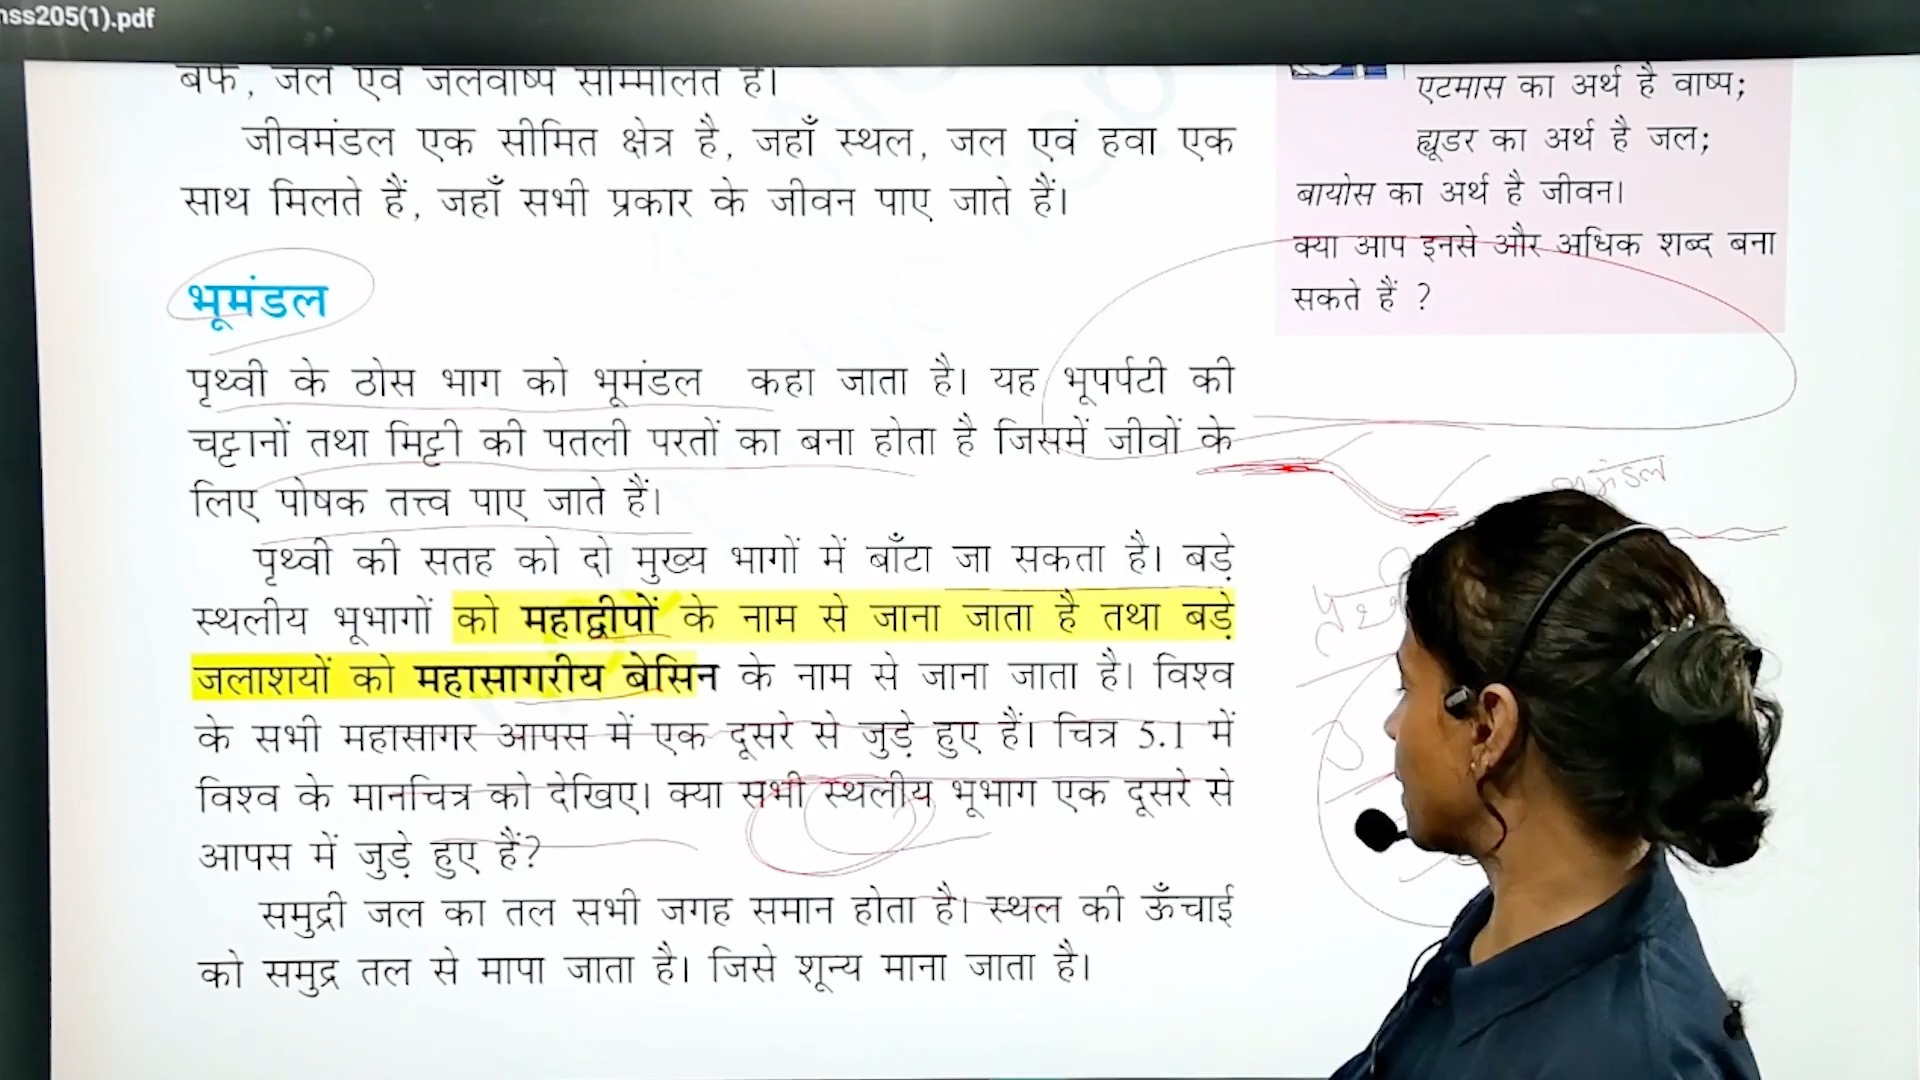 nss205(1).pdf
बर्फ, जल एवं जलवाष्प सम्मिलित है।
जीवमंडल एक सीमित क्षेत्र है, जहाँ स्थल, जल एवं हवा एक
साथ मिलते हैं, जहाँ सभी प्रकार के जीवन पाए जाते हैं।
भूमंडल
पृथ्वी के ठोस भाग को भूमंडल कहा जाता है। यह भूपर्पटी की
चट्टानों तथा मिट्टी की पतली परतों का बना होता है जिसमें जीवों के
लिए पोषक तत्त्व पाए जाते हैं।
पृथ्वी की सतह को दो मुख्य भागों में बाँटा जा सकता है। बड़े
स्थलीय भूभागों को महाद्वीपों के नाम से जाना जाता है तथा बड़े
जलाशयों को महासागरीय बेसिन के नाम से जाना जाता है। विश्व
के सभी महासागर आपस में एक दूसरे से जुड़े हुए हैं। चित्र 5.1 में
विश्व के मानचित्र को देखिए। क्या सभी स्थलीय भूभाग एक दूसरे से
आपस में जुड़े हुए हैं?
समुद्री जल का तल सभी जगह समान होता है। स्थल की ऊँचाई
को समुद्र तल से मापा जाता है। जिसे शून्य माना जाता है।
एटमास का अर्थ है वाष्प;
ह्यूडर का अर्थ है जल;
बायोस का अर्थ है जीवन।
क्या आप इनसे और अधिक शब्द बना
सकते हैं ?
भूमंडल